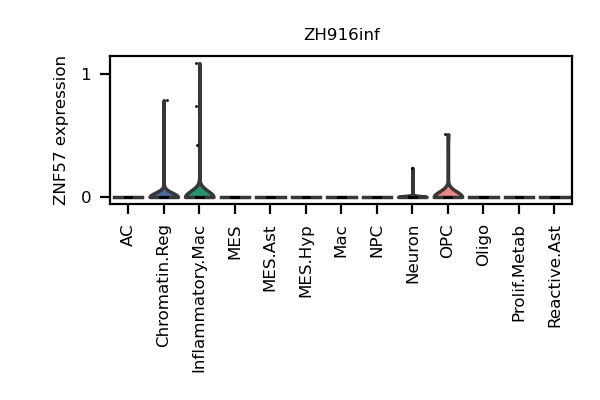 ZH916inf
ZNF57 expression
1
0
AC
Chromatin.Reg
Inflammatory.Mac
MES
MES.Ast
MES.Hyp
Mac
NPC
Neuron
OPC
Oligo
Prolif.Metab
Reactive.Ast